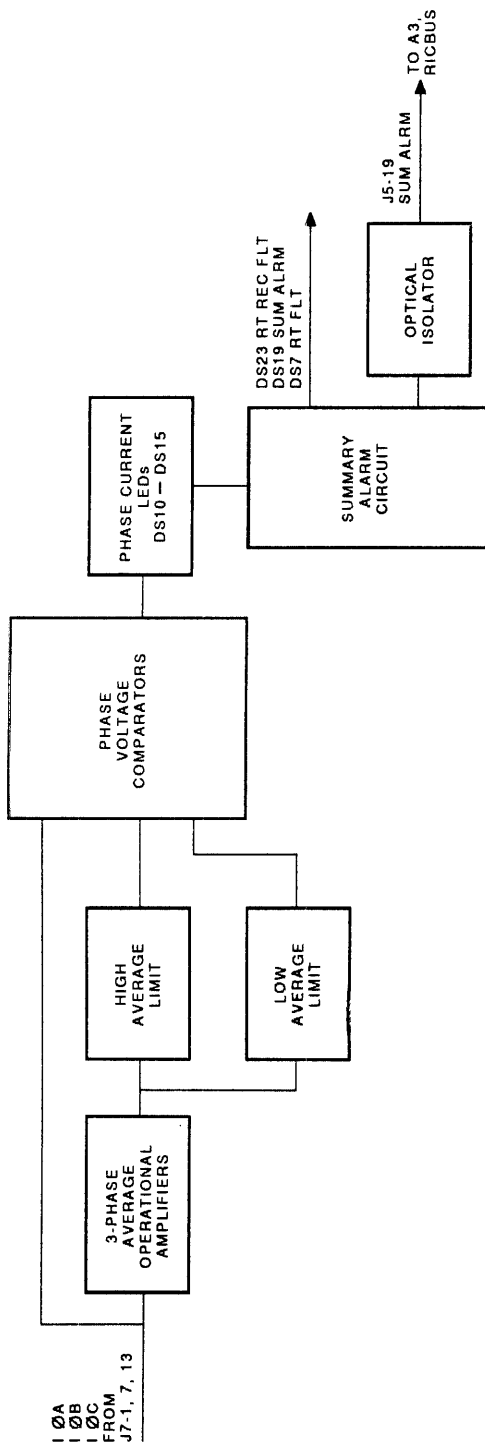 I ØA
I ØB
I ØC
FROM
J7-1, 7, 13
3-PHASE
AVERAGE
OPERATIONAL
AMPLIFIERS
HIGH
AVERAGE
LIMIT
LOW
AVERAGE
LIMIT
PHASE
VOLTAGE
COMPARATORS
PHASE CURRENT
LEDs
DS10 — DS15
SUMMARY
ALARM
CIRCUIT
DS23 RT REC FLT
DS19 SUM ALRM
DS7 RT FLT
OPTICAL
ISOLATOR
J5-19
SUM ALRM
TO A3,
RICBUS